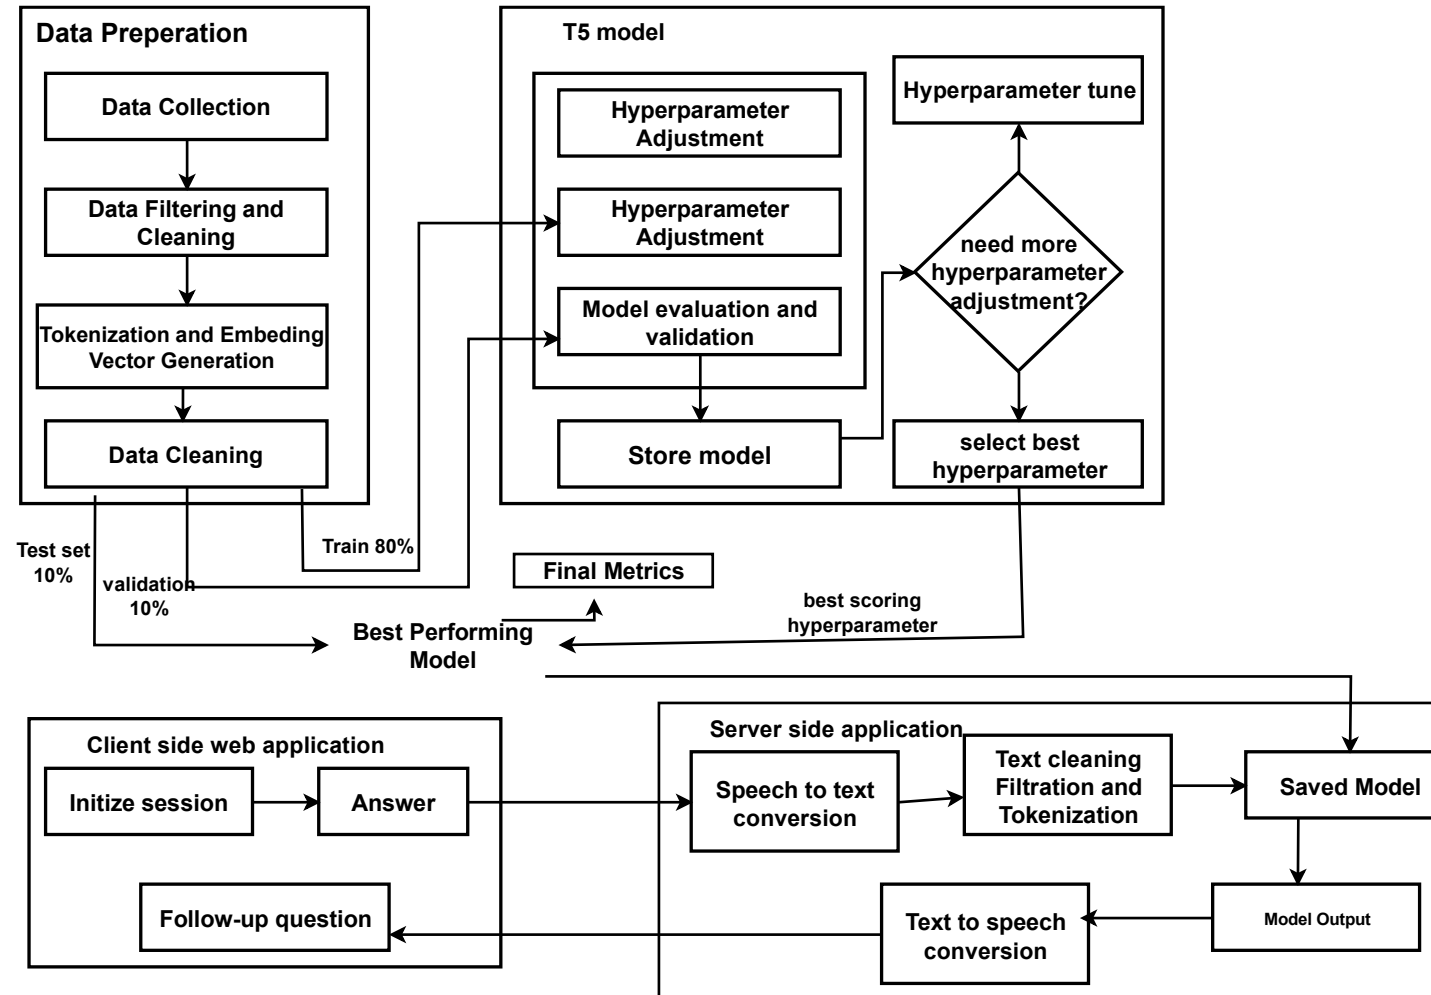 Data Preperation
Data Collection
Data Filtering and
Cleaning
Tokenization and Embeding
Vector Generation
Data Cleaning
T5 model
Hyperparameter
Adjustment
Hyperparameter
Adjustment
Model evaluation and
validation
Store model
Hyperparameter tune
need more
hyperparameter
adjustment?
select best
hyperparameter
Test set
10%
validation
10%
Train 80%
Final Metrics
best scoring
hyperparameter
Best Performing
Model
Client side web application
Initize session
Answer
Follow-up question
Server side application
Speech to text
conversion
Text cleaning
Filtration and
Tokenization
Saved Model
Model Output
Text to speech
conversion